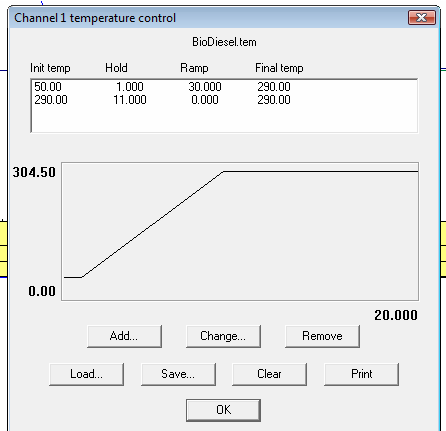 Channel 1 temperature control
BioDiesel.tem
Init temp Hold Ramp Final temp
50.00 1.000 30.000 290.00
290.00 11.000 0.000 290.00
304.50
0.00
20.000
Add... Change... Remove
Load... Save... Clear Print
OK